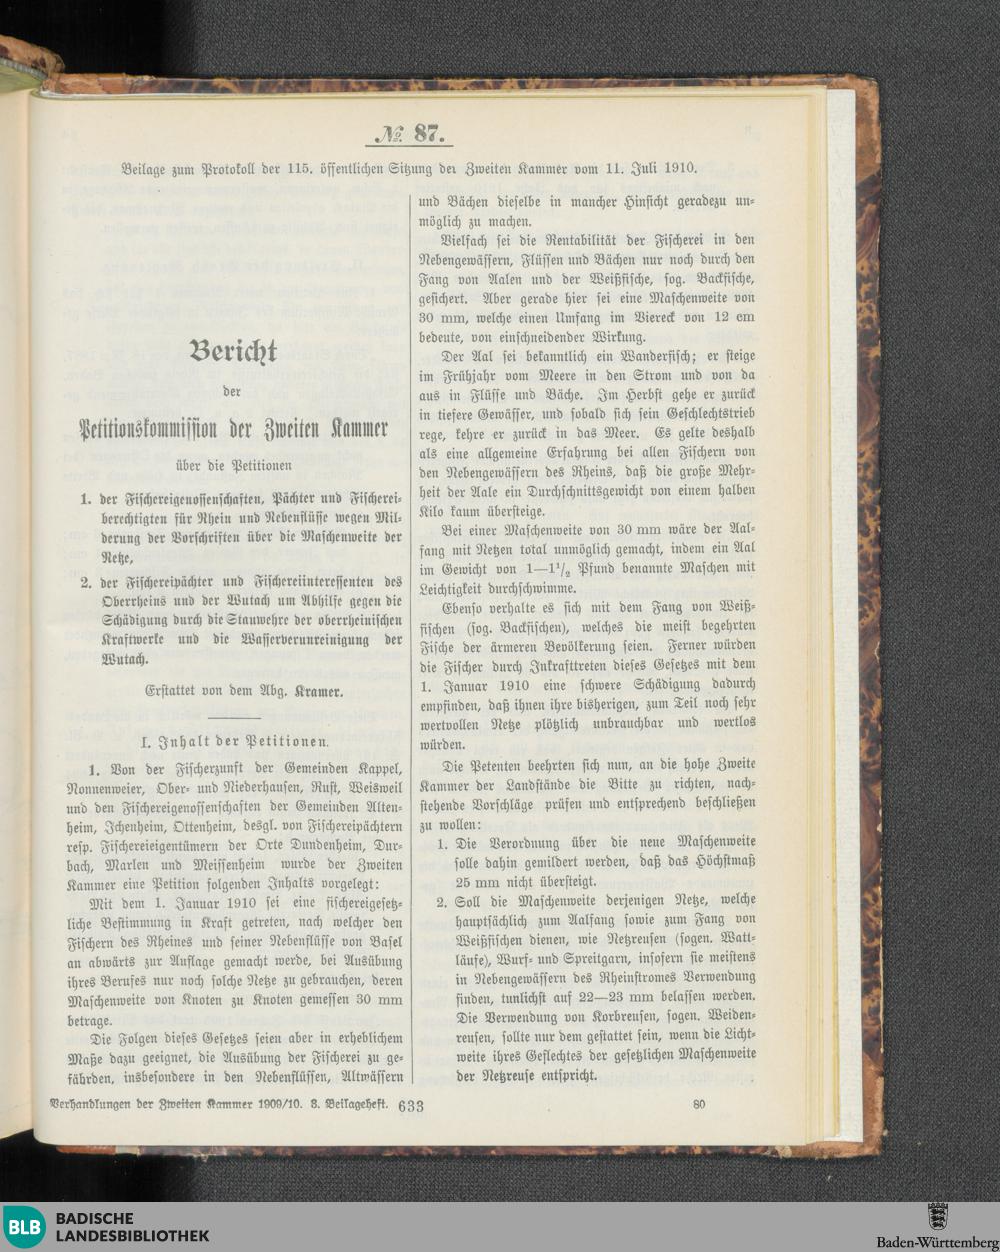 № 87.
Beilage zum Protokoll der 115. öffentlichen Sitzung der Zweiten Kammer vom 11. Juli 1910.
Bericht
der
Petitionskommission der Zweiten Kammer
über die Petitionen
1. der Fischereigenossenschaften, Pächter und Fischerei-
berechtigten für Rhein und Nebenflüsse wegen Mil-
derung der Vorschriften über die Maschenweite der
Netze,
2. der Fischereipächter und Fischereiinteressenten des
Oberrheins und der Wutach um Abhilfe gegen die
Schädigung durch die Stauwehre der oberrheinischen
Kraftwerke und die Wasserverunreinigung der
Wutach.
Erstattet von dem Abg. Kramer.
I. Inhalt der Petitionen.
1. Von der Fischerzunft der Gemeinden Kappel,
Nonnenweier, Ober- und Niederhausen, Rust, Weisweil
und den Fischereigenossenschaften der Gemeinden Alten-
heim, Ichenheim, Ottenheim, desgl. von Fischereipächtern
resp. Fischereieigentümern der Orte Dundenheim, Dur-
bach, Marlen und Meissenheim wurde der Zweiten
Kammer eine Petition folgenden Inhalts vorgelegt:
Mit dem 1. Januar 1910 sei eine fischereigesetz-
liche Bestimmung in Kraft getreten, nach welcher den
Fischern des Rheines und seiner Nebenflüsse von Basel
an abwärts zur Auflage gemacht werde, bei Ausübung
ihres Berufes nur noch solche Netze zu gebrauchen, deren
Maschenweite von Knoten zu Knoten gemessen 30 mm
betrage.
Die Folgen dieses Gesetzes seien aber in erheblichem
Maße dazu geeignet, die Ausübung der Fischerei zu ge-
fährden, insbesondere in den Nebenflüssen, Altwässern
und Bächen dieselbe in mancher Hinsicht geradezu un-
möglich zu machen.
Vielfach sei die Rentabilität der Fischerei in den
Nebengewässern, Flüssen und Bächen nur noch durch den
Fang von Aalen und der Weißfische, sog. Backfische,
gesichert. Aber gerade hier sei eine Maschenweite von
30 mm, welche einen Umfang im Viereck von 12 cm
bedeute, von einschneidender Wirkung.
Der Aal sei bekanntlich ein Wanderfisch; er steige
im Frühjahr vom Meere in den Strom und von da
aus in Flüsse und Bäche. Im Herbst gehe er zurück
in tiefere Gewässer, und sobald sich sein Geschlechtstrieb
rege, kehre er zurück in das Meer. Es gelte deshalb
als eine allgemeine Erfahrung bei allen Fischern von
den Nebengewässern des Rheins, daß die große Mehr-
heit der Aale ein Durchschnittsgewicht von einem halben
Kilo kaum übersteige.
Bei einer Maschenweite von 30 mm wäre der Aal-
fang mit Netzen total unmöglich gemacht, indem ein Aal
im Gewicht von 1—1¹/₂ Pfund benannte Maschen mit
Leichtigkeit durchschwimme.
Ebenso verhalte es sich mit dem Fang von Weiß-
fischen (sog. Backfischen), welches die meist begehrten
Fische der ärmeren Bevölkerung seien. Ferner würden
die Fischer durch Inkrafttreten dieses Gesetzes mit dem
1. Januar 1910 eine schwere Schädigung dadurch
empfinden, daß ihnen ihre bisherigen, zum Teil noch sehr
wertvollen Netze plötzlich unbrauchbar und wertlos
würden.
Die Petenten beehrten sich nun, an die hohe Zweite
Kammer der Landstände die Bitte zu richten, nach-
stehende Vorschläge prüfen und entsprechend beschließen
zu wollen:
1. Die Verordnung über die neue Maschenweite
solle dahin gemildert werden, daß das Höchstmaß
25 mm nicht übersteigt.
2. Soll die Maschenweite derjenigen Netze, welche
hauptsächlich zum Aalfang sowie zum Fang von
Weißfischen dienen, wie Netzreusen (sogen. Watt-
läufe), Wurf- und Spreitgarn, insofern sie meistens
in Nebengewässern des Rheinstromes Verwendung
finden, tunlichst auf 22—23 mm belassen werden.
Die Verwendung von Korbreusen, sogen. Weiden-
reusen, sollte nur dem gestattet sein, wenn die Licht-
weite ihres Geflechtes der gesetzlichen Maschenweite
der Netzreuse entspricht.
Verhandlungen der Zweiten Kammer 1909/10. 3. Beilageheft. 633
80
BLB BADISCHE
LANDESBIBLIOTHEK
Baden-Württemberg